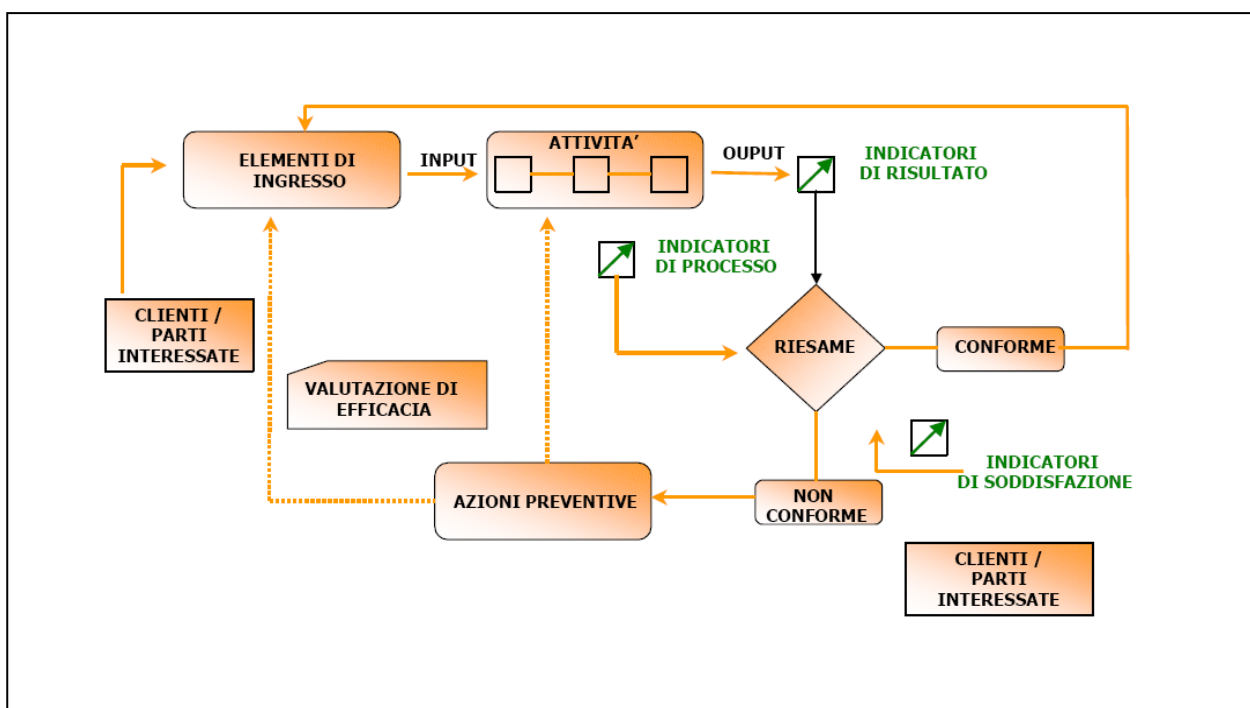 ELEMENTI DI
INGRESSO
INPUT
ATTIVITA’
OUPUT
INDICATORI
DI RISULTATO
INDICATORI
DI PROCESSO
CLIENTI /
PARTI
INTERESSATE
RIESAME
CONFORME
VALUTAZIONE DI
EFFICACIA
INDICATORI
DI SODDISFAZIONE
AZIONI PREVENTIVE
NON
CONFORME
CLIENTI /
PARTI
INTERESSATE